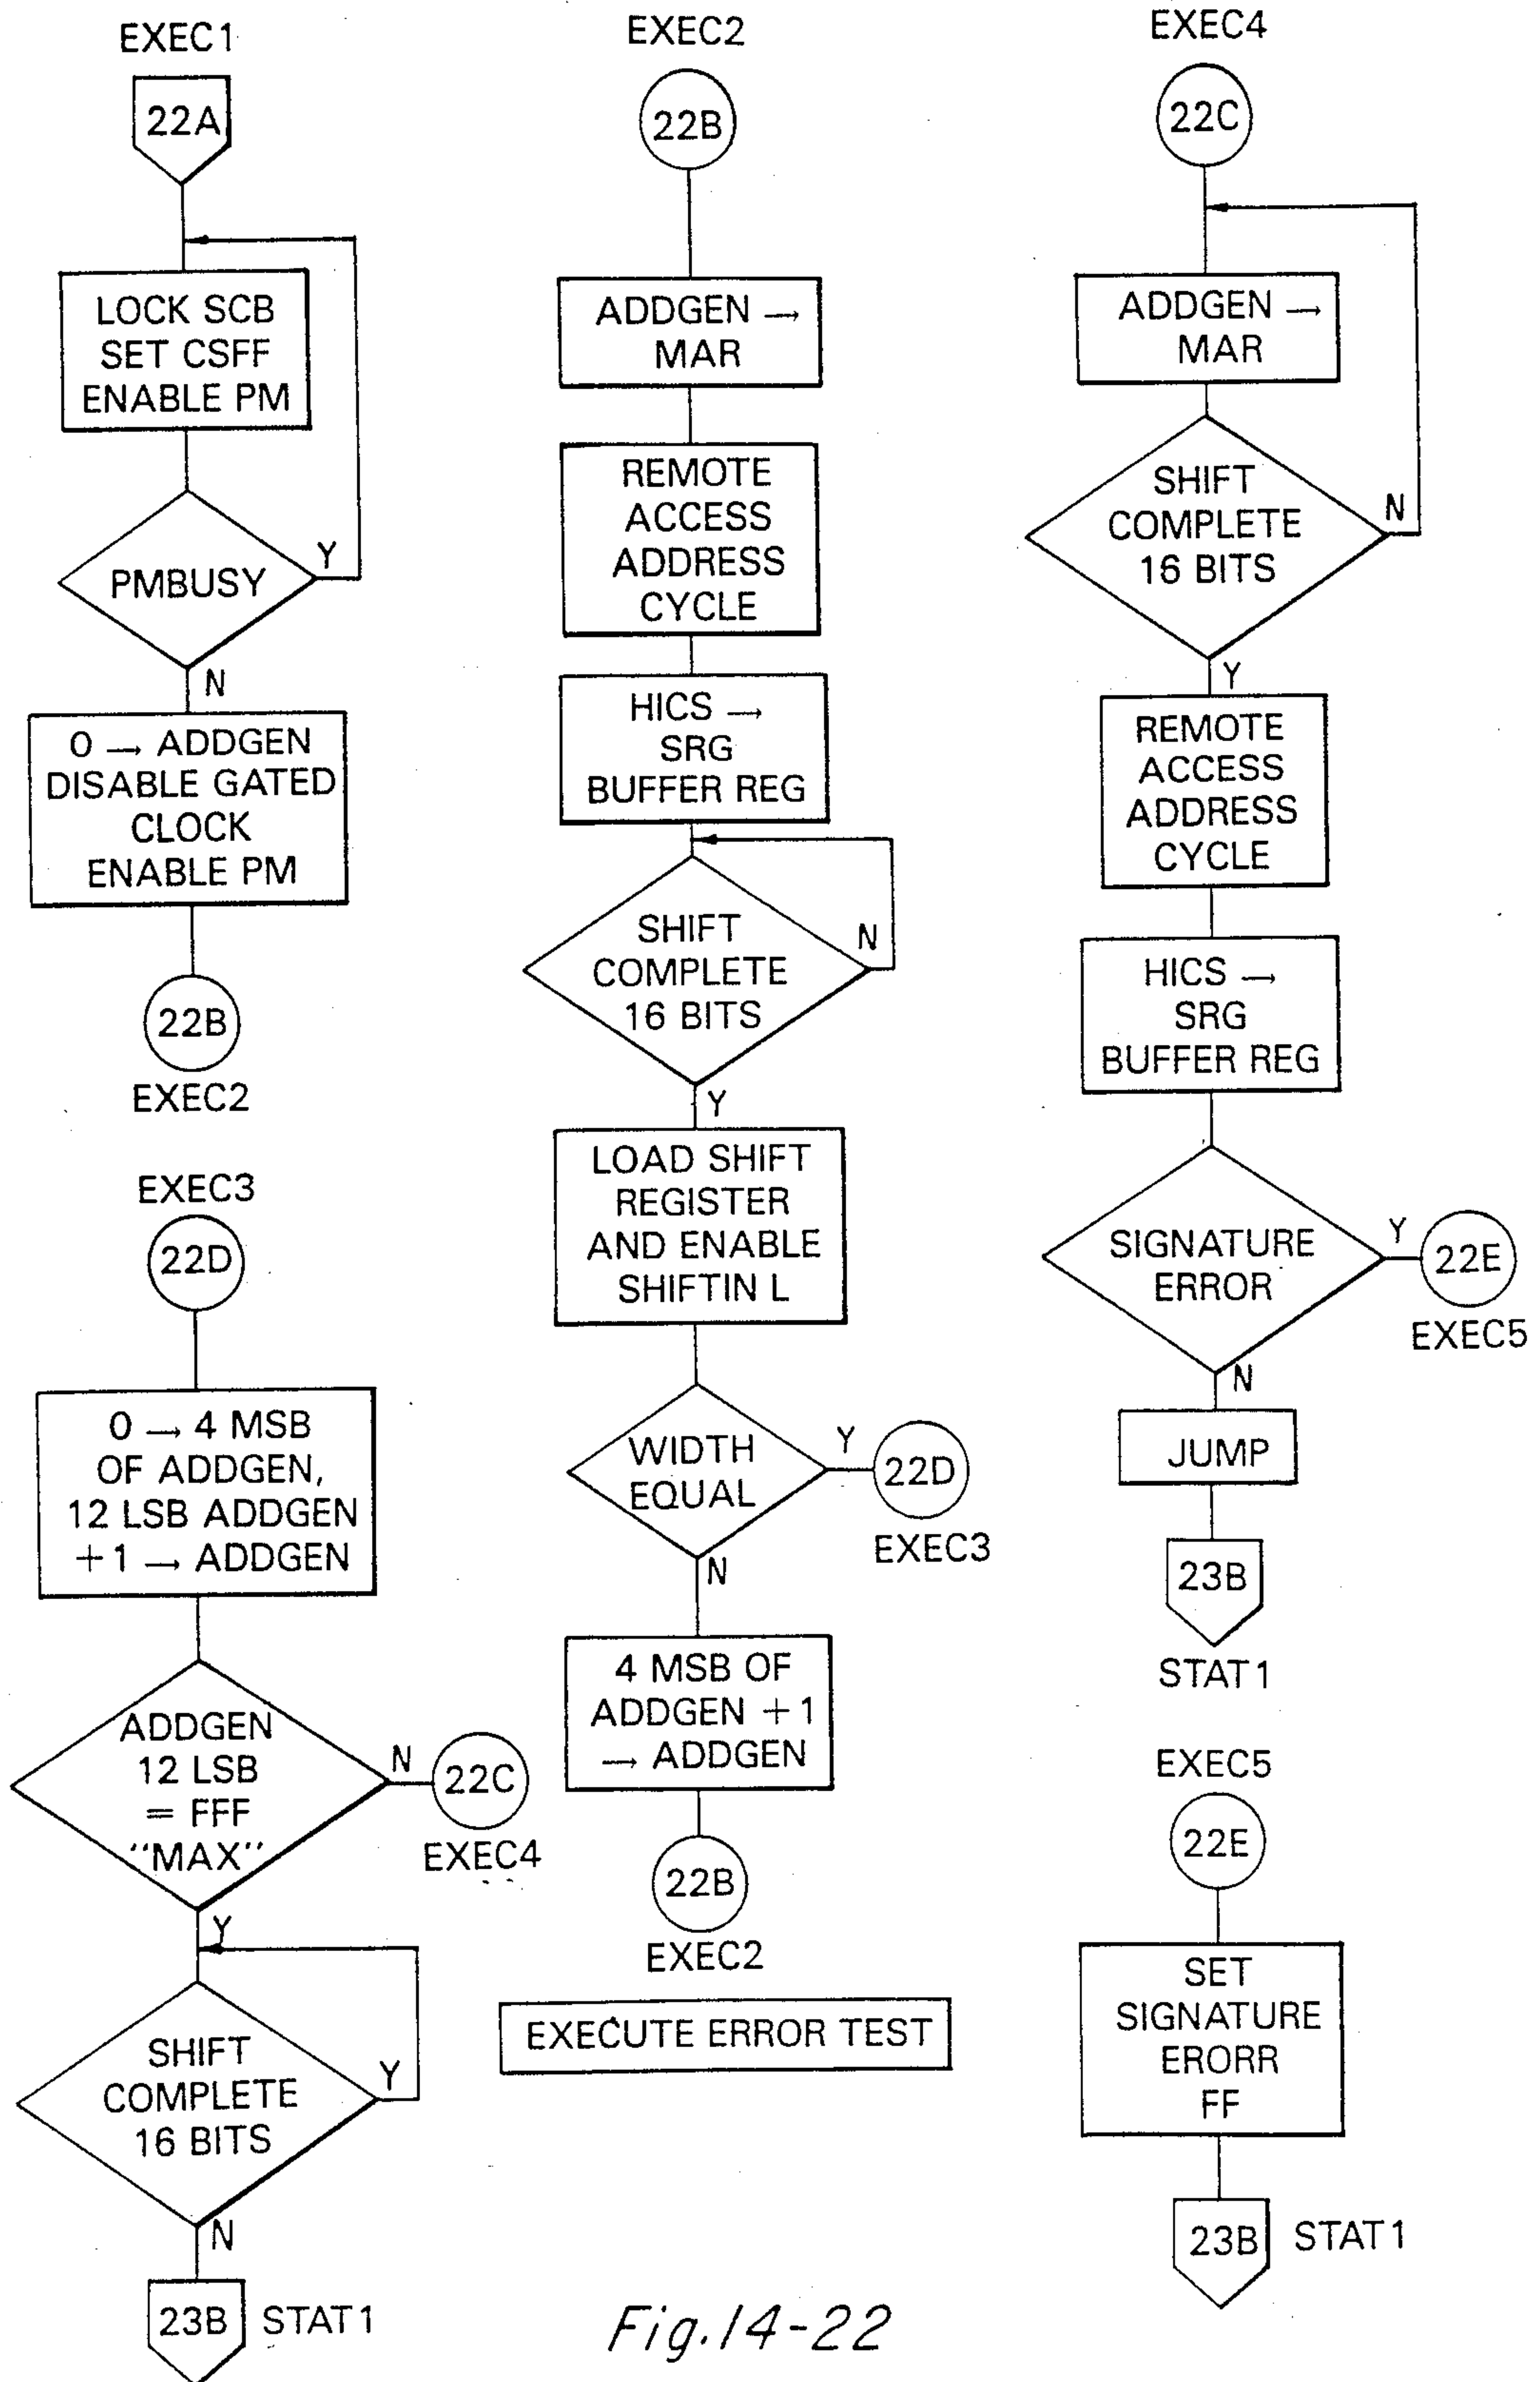 EXEC1
22A
LOCK SCB
SET CSFF
ENABLE PM
PMBUSY
Y
N
0 → ADDGEN
DISABLE GATED
CLOCK
ENABLE PM
22B
EXEC2
EXEC3
22D
0 → 4 MSB
OF ADDGEN,
12 LSB ADDGEN
+1 → ADDGEN
ADDGEN
12 LSB
= FFF
"MAX"
N
22C
EXEC4
Y
SHIFT
COMPLETE
16 BITS
Y
N
23B
STAT1
EXEC2
22B
ADDGEN →
MAR
REMOTE
ACCESS
ADDRESS
CYCLE
HICS →
SRG
BUFFER REG
SHIFT
COMPLETE
16 BITS
N
Y
LOAD SHIFT
REGISTER
AND ENABLE
SHIFTIN L
WIDTH
EQUAL
Y
22D
EXEC3
N
4 MSB OF
ADDGEN +1
→ ADDGEN
22B
EXEC2
EXECUTE ERROR TEST
EXEC4
22C
ADDGEN →
MAR
SHIFT
COMPLETE
16 BITS
N
Y
REMOTE
ACCESS
ADDRESS
CYCLE
HICS →
SRG
BUFFER REG
SIGNATURE
ERROR
Y
22E
EXEC5
N
JUMP
23B
STAT1
EXEC5
22E
SET
SIGNATURE
ERORR
FF
23B
STAT1
Fig.14-22